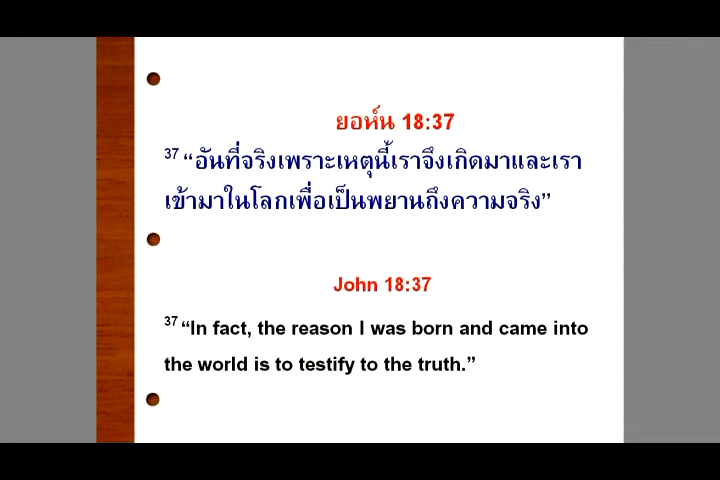 ยอห์น 18:37
37 “อันที่จริงเพราะเหตุนี้เราจึงเกิดมาและเรา
เข้ามาในโลกเพื่อเป็นพยานถึงความจริง”
John 18:37
37 “In fact, the reason I was born and came into
the world is to testify to the truth.”